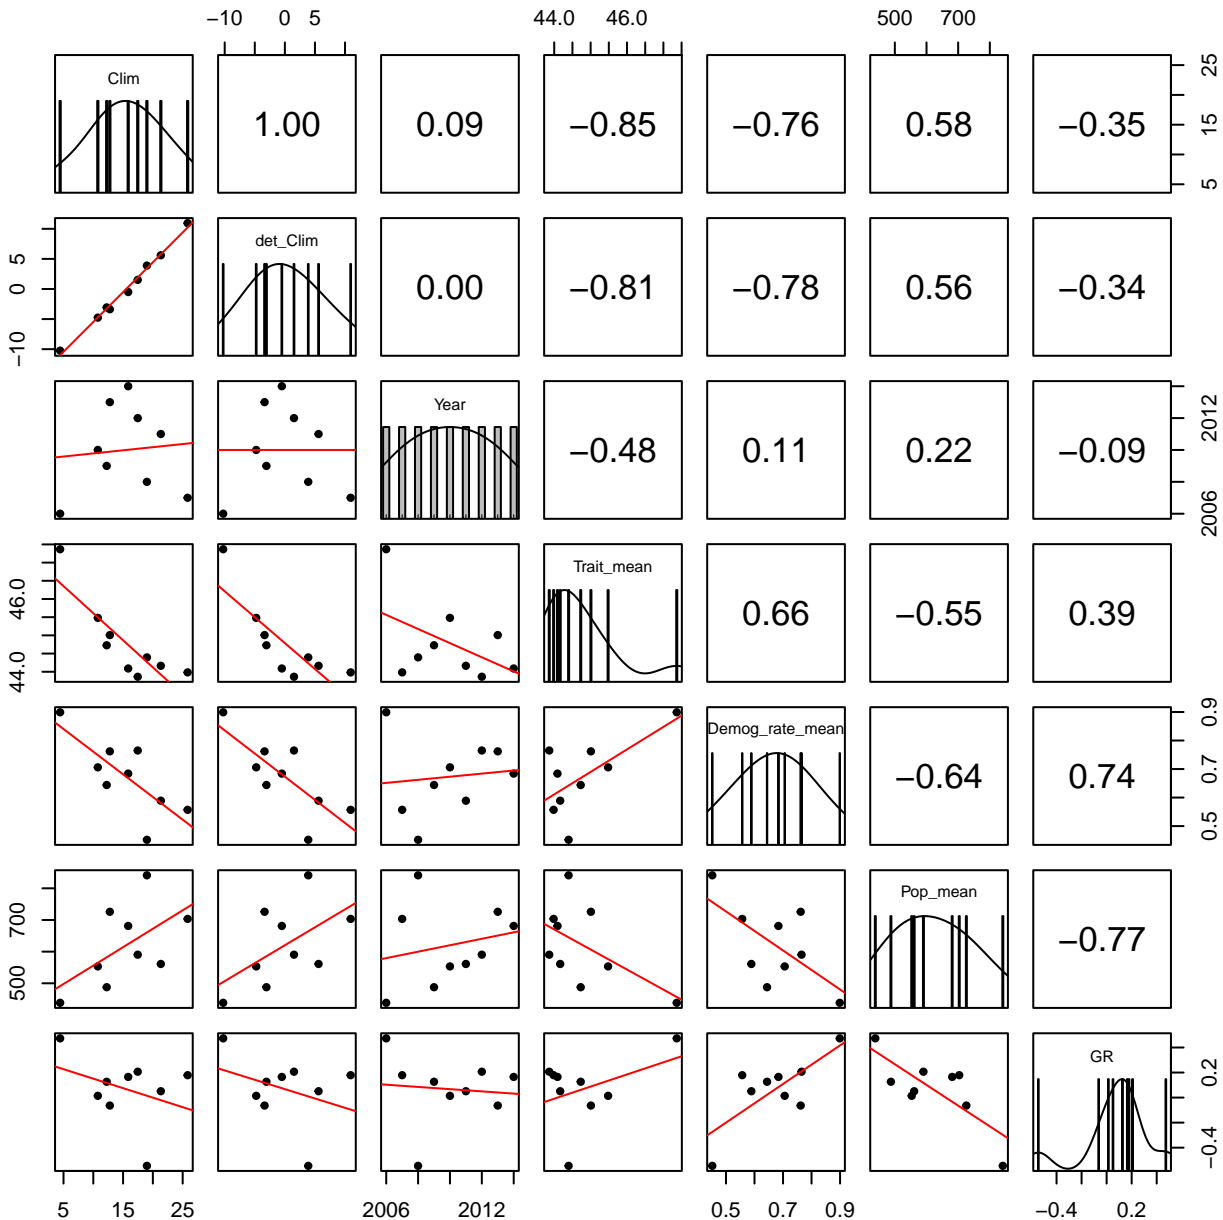 −10 0 5 44.0 46.0 500 700
Clim
1.00 0.09 −0.85 −0.76 0.58 −0.35
5 15 25
−10 0 5
det_Clim
0.00 −0.81 −0.78 0.56 −0.34
Year
−0.48 0.11 0.22 −0.09
2006 2012
44.0 46.0
Trait_mean
0.66 −0.55 0.39
Demog_rate_mean
−0.64 0.74
0.5 0.7 0.9
500 700
Pop_mean
−0.77
GR
−0.4 0.2
5 15 25 2006 2012 0.5 0.7 0.9 −0.4 0.2